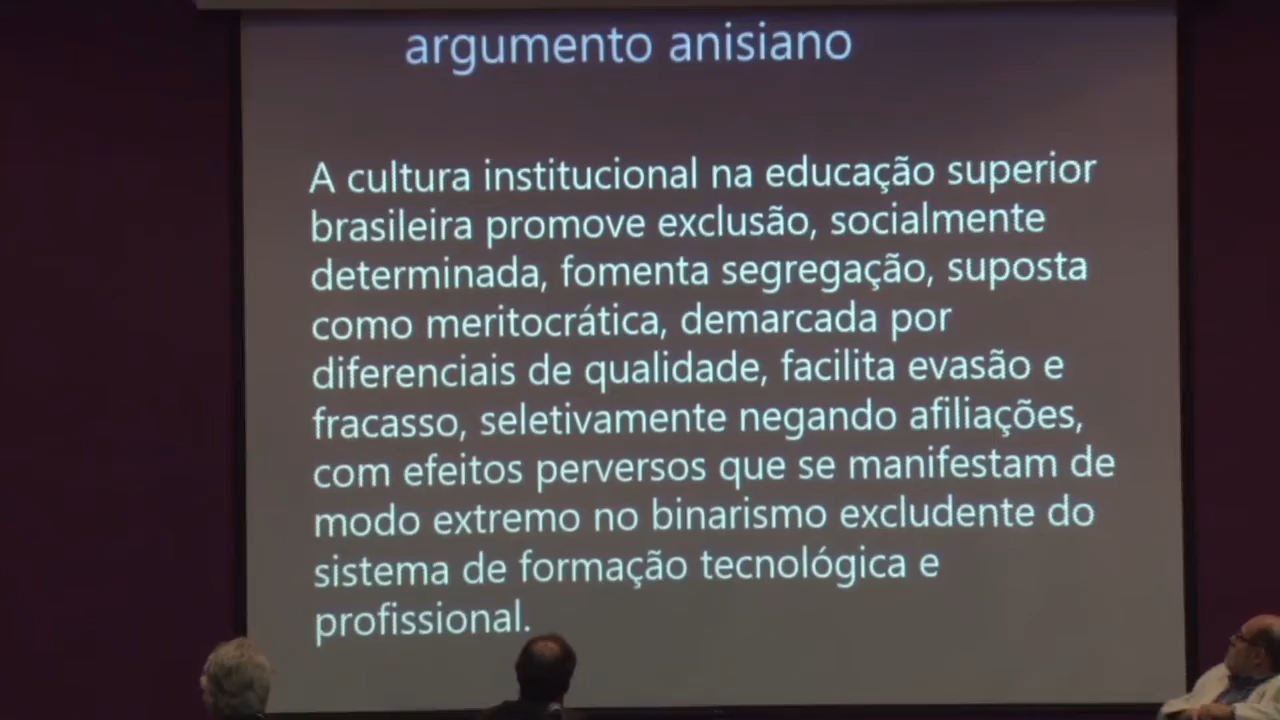 argumento anisiano
A cultura institucional na educação superior
brasileira promove exclusão, socialmente
determinada, fomenta segregação, suposta
como meritocrática, demarcada por
diferenciais de qualidade, facilita evasão e
fracasso, seletivamente negando afiliações,
com efeitos perversos que se manifestam de
modo extremo no binarismo excludente do
sistema de formação tecnológica e
profissional.